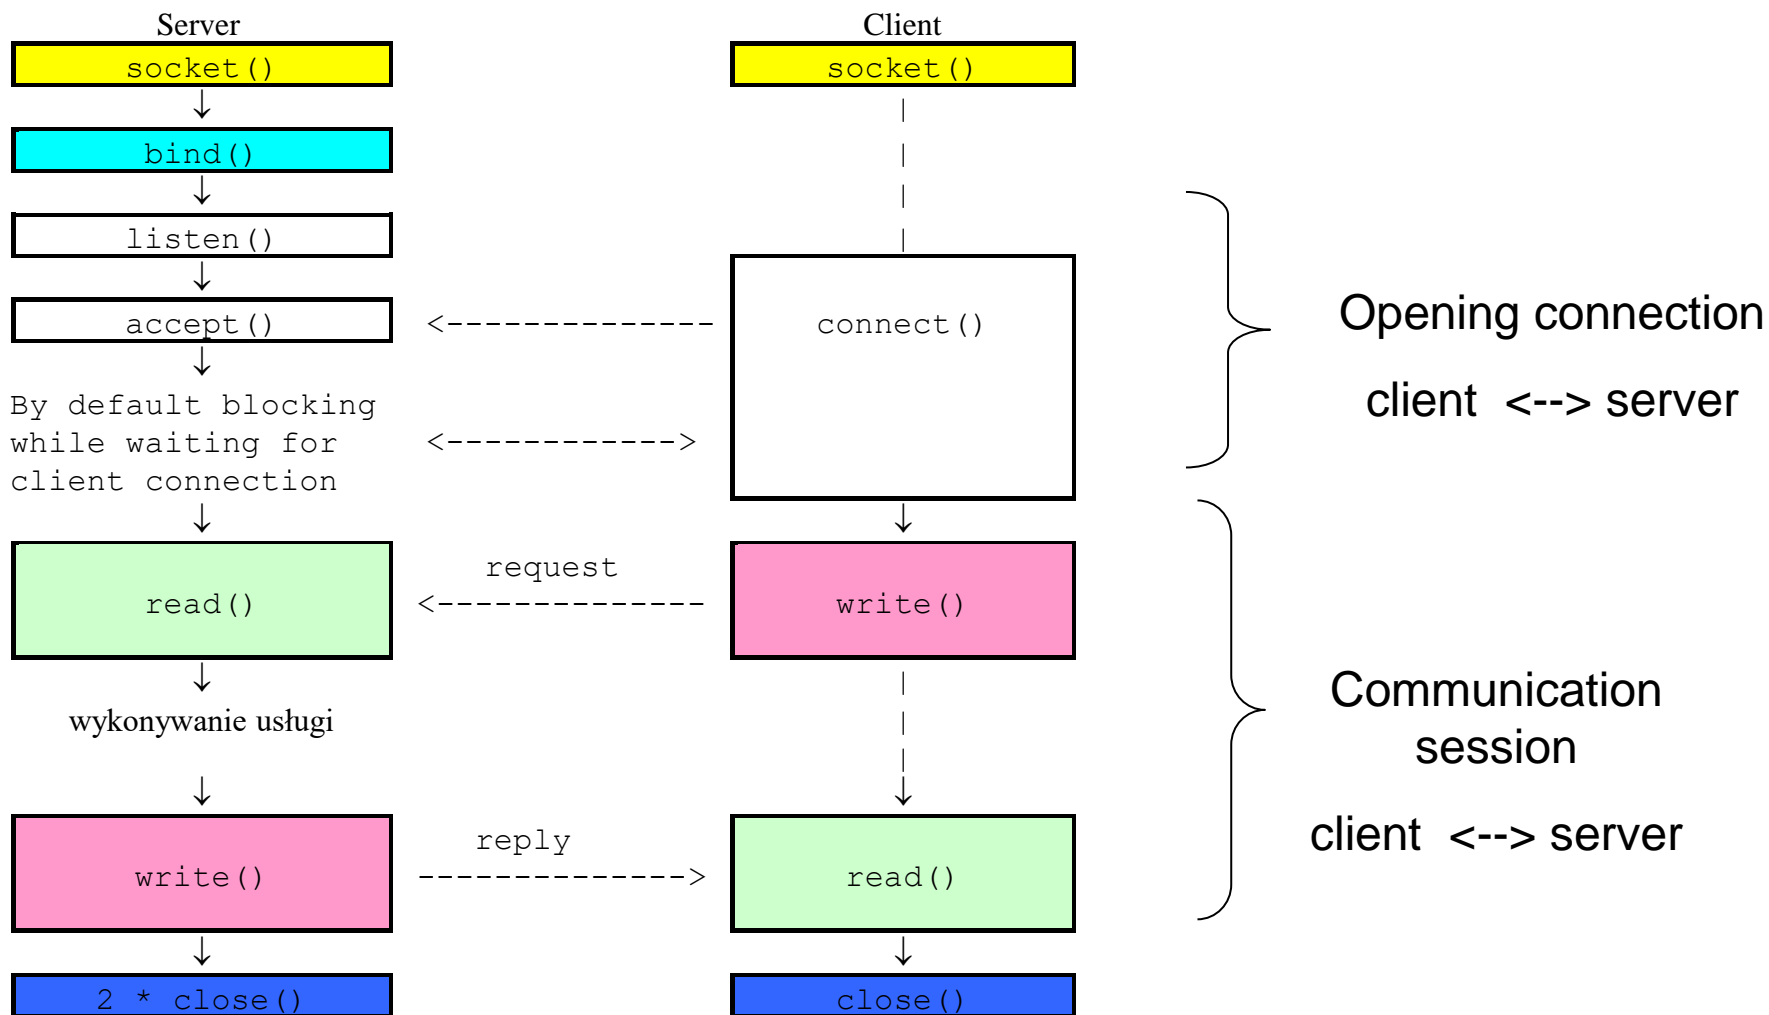 Server
Client
socket()
socket()
bind()
listen()
accept()
<--------------
connect()
Opening connection
client <--> server
By default blocking
while waiting for
client connection
<------------>
request
read()
<--------------
write()
wykonywanie usługi
Communication
session
client <--> server
reply
write()
-------------->
read()
2 * close()
close()